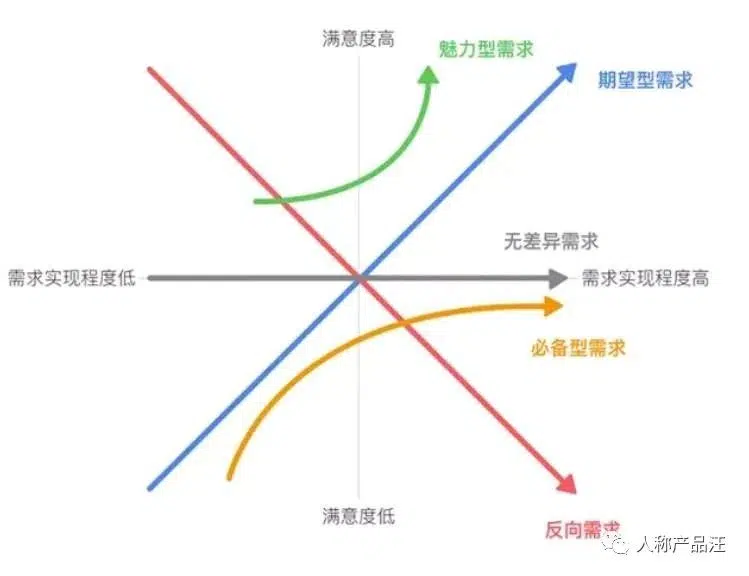 满意度高
魅力型需求
期望型需求
无差异需求
需求实现程度低
需求实现程度高
必备型需求
满意度低
反向需求
人称产品汪